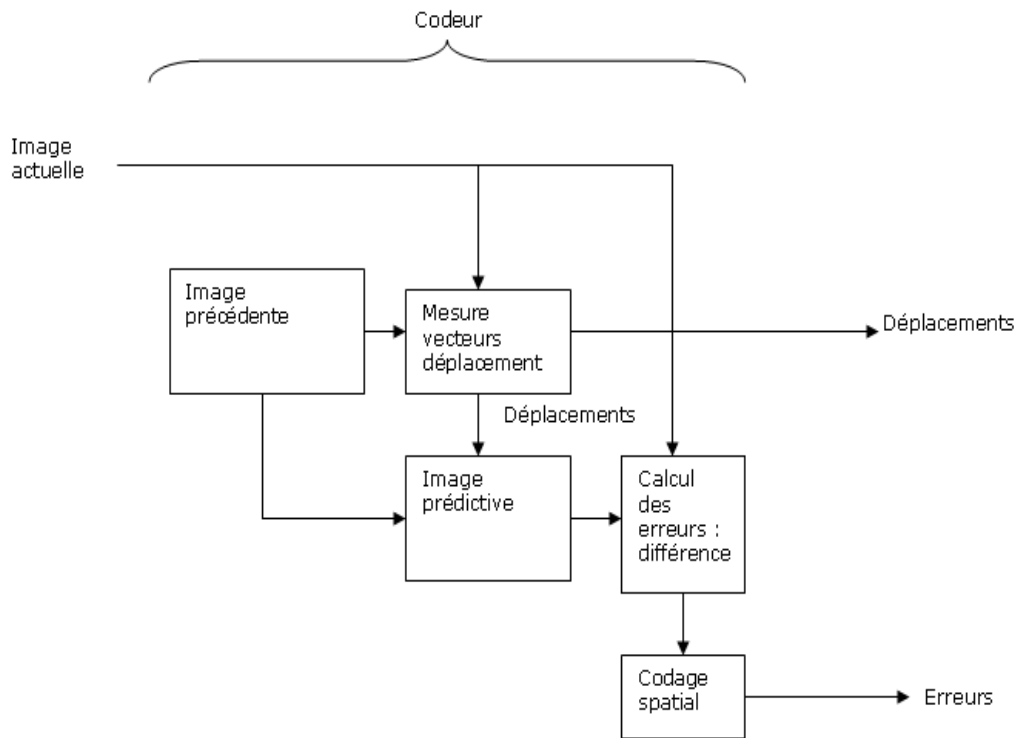 Codeur
Image
actuelle
Image
précédente
Mesure
vecteurs
déplacement
Déplacements
Déplacements
Image
prédictive
Calcul
des
erreurs :
différence
Codage
spatial
Erreurs